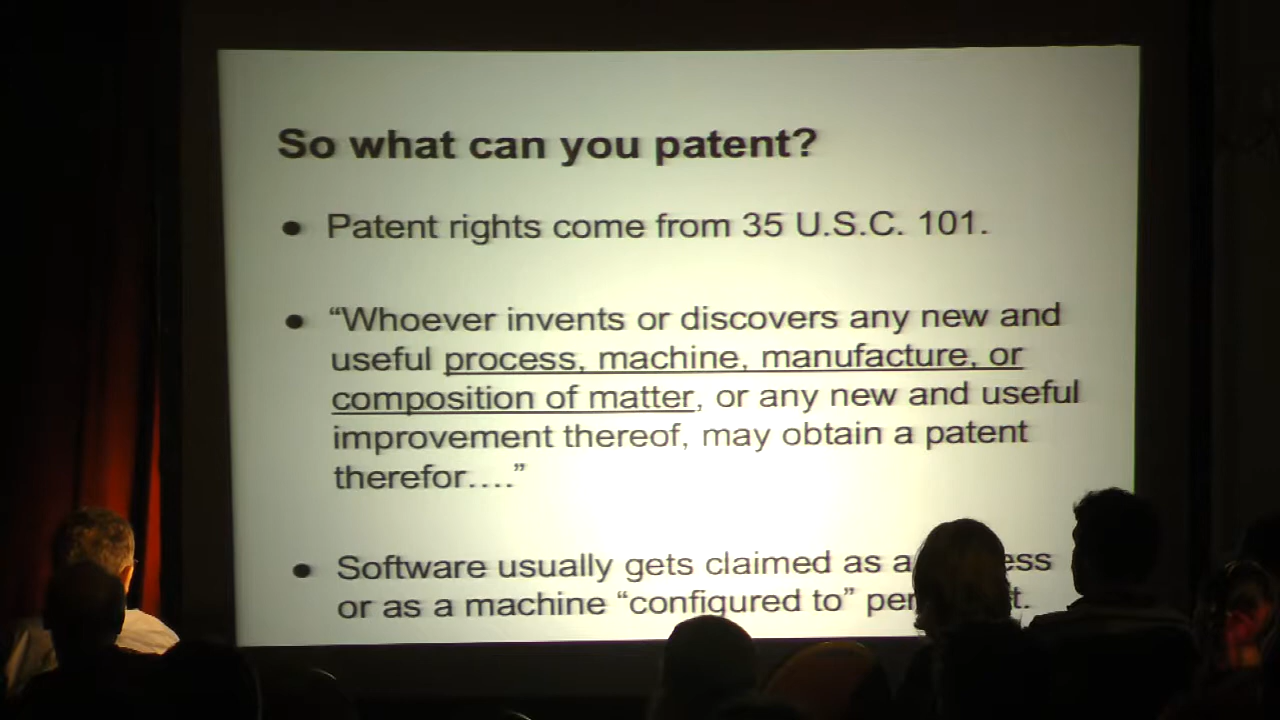 So what can you patent?
● Patent rights come from 35 U.S.C. 101.
● “Whoever invents or discovers any new and
useful process, machine, manufacture, or
composition of matter, or any new and useful
improvement thereof, may obtain a patent
therefor....”
● Software usually gets claimed as a
or as a machine “configured to”